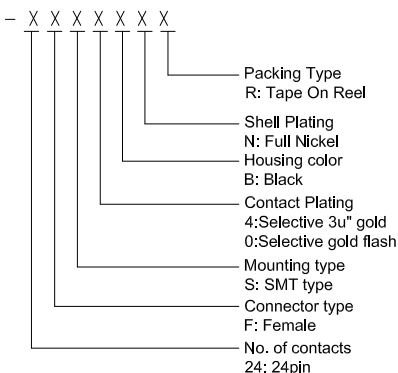 - X X X X X X X
Packing Type
R: Tape On Reel
Shell Plating
N: Full Nickel
Housing color
B: Black
Contact Plating
4:Selective 3u" gold
0:Selective gold flash
Mounting type
S: SMT type
Connector type
F: Female
No. of contacts
24: 24pin